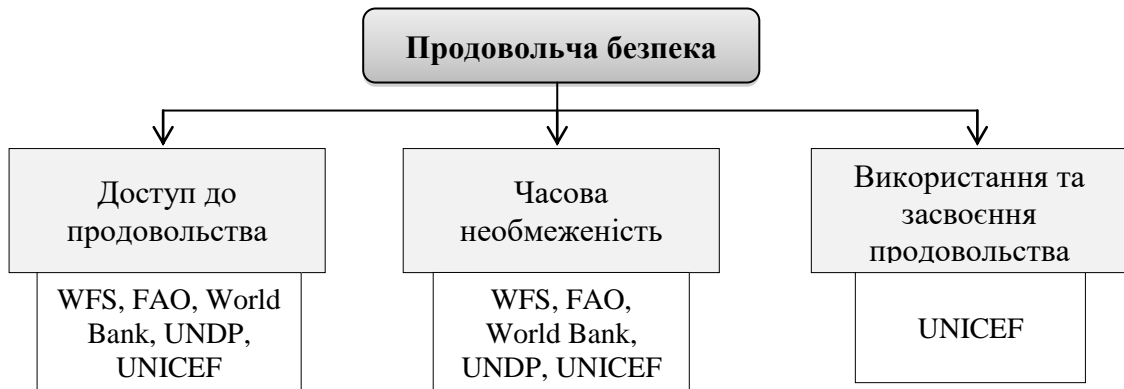 Продовольча безпека
Доступ до
продовольства
WFS, FAO, World
Bank, UNDP,
UNICEF
Часова
необмеженість
WFS, FAO,
World Bank,
UNDP, UNICEF
Використання та
засвоєння
продовольства
UNICEF